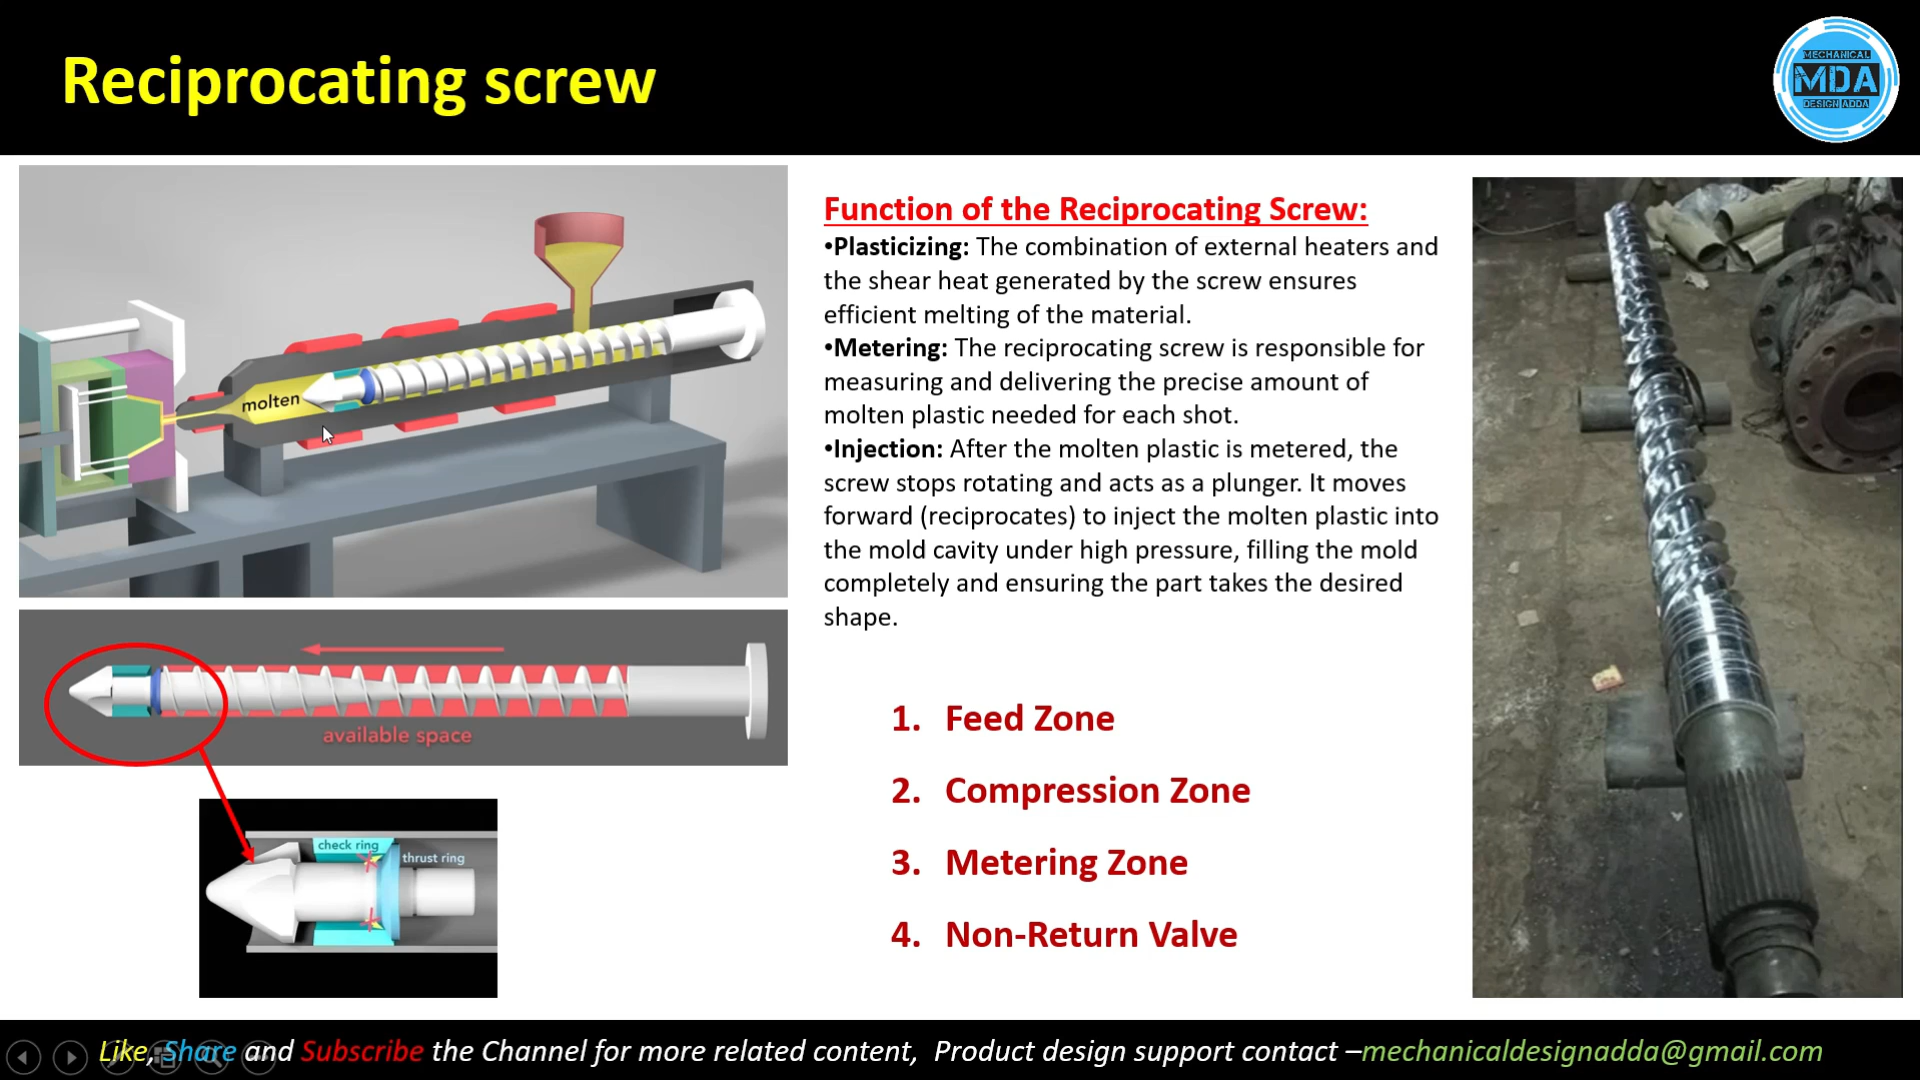 Reciprocating screw
MECHANICAL
MDA
DESIGN ADDA
molten
available space
check ring
thrust ring
Function of the Reciprocating Screw:
•Plasticizing: The combination of external heaters and
the shear heat generated by the screw ensures
efficient melting of the material.
•Metering: The reciprocating screw is responsible for
measuring and delivering the precise amount of
molten plastic needed for each shot.
•Injection: After the molten plastic is metered, the
screw stops rotating and acts as a plunger. It moves
forward (reciprocates) to inject the molten plastic into
the mold cavity under high pressure, filling the mold
completely and ensuring the part takes the desired
shape.
1. Feed Zone
2. Compression Zone
3. Metering Zone
4. Non-Return Valve
Like, Share and Subscribe the Channel for more related content, Product design support contact –mechanicaldesignadda@gmail.com